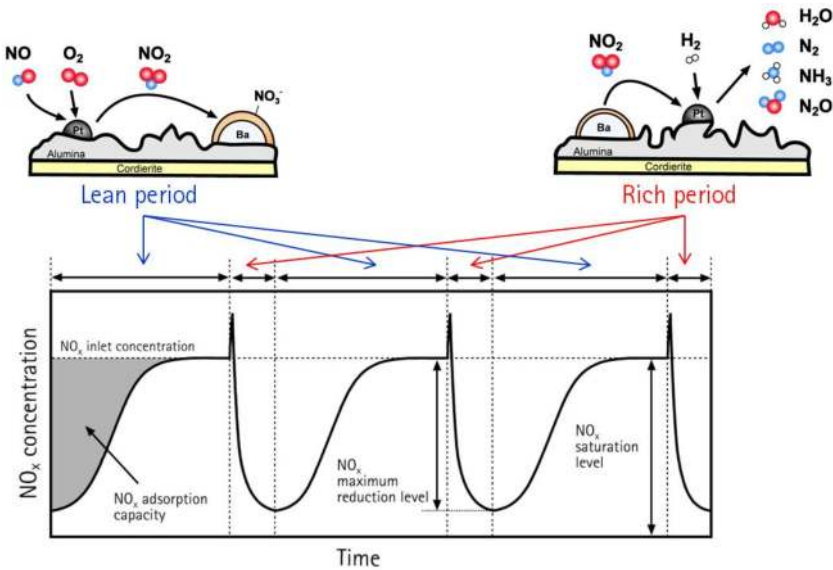 NO
O2
NO2
NO3-
Pt
Ba
Alumina
Cordierite
Lean period
NO2
H2
H2O
N2
NH3
N2O
Ba
Pt
Alumina
Cordierite
Rich period
NOx concentration
NOx inlet concentration
NOx adsorption
capacity
NOx
maximum
reduction level
NOx
saturation
level
Time